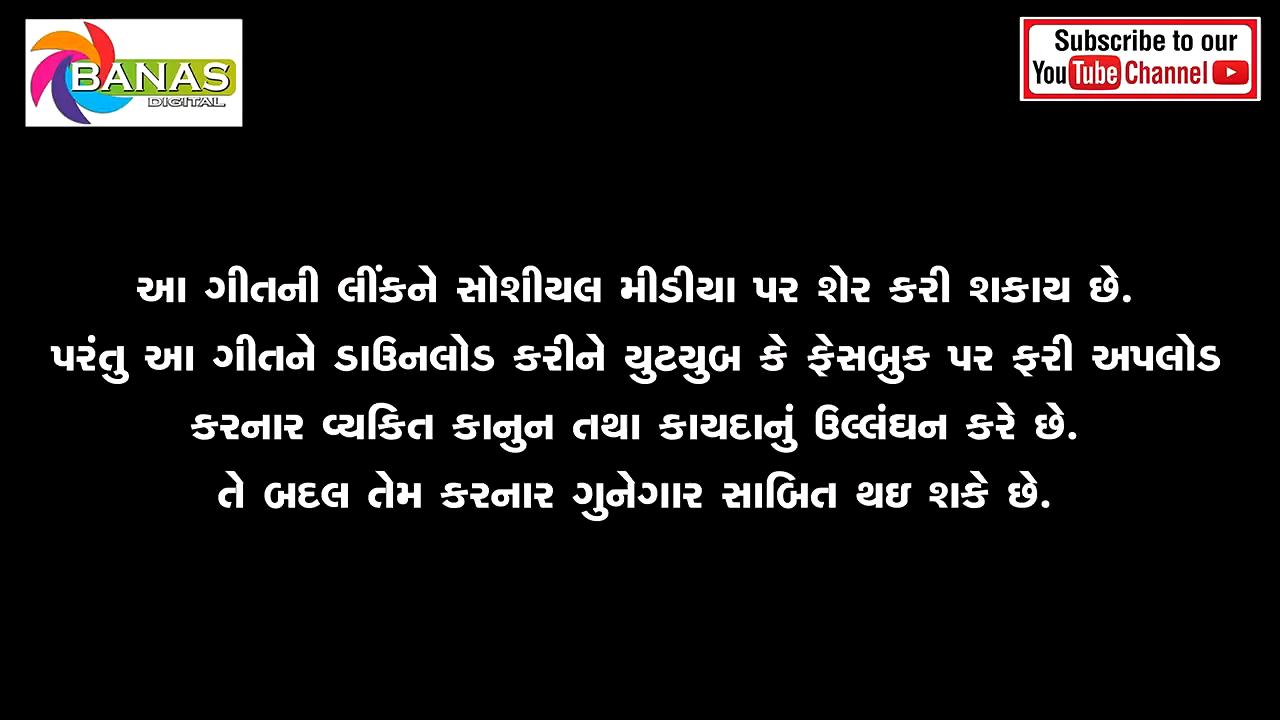 BANAS
DIGITAL
Subscribe to our
YouTube Channel
આ ગીતની લીંકને સોશીયલ મીડીયા પર શેર કરી શકાય છે.
પરંતુ આ ગીતને ડાઉનલોડ કરીને યુટયુબ કે ફેસબુક પર ફરી અપલોડ
કરનાર વ્યકિત કાનુન તથા કાયદાનું ઉલ્લંઘન કરે છે.
તે બદલ તેમ કરનાર ગુનેગાર સાબિત થઇ શકે છે.